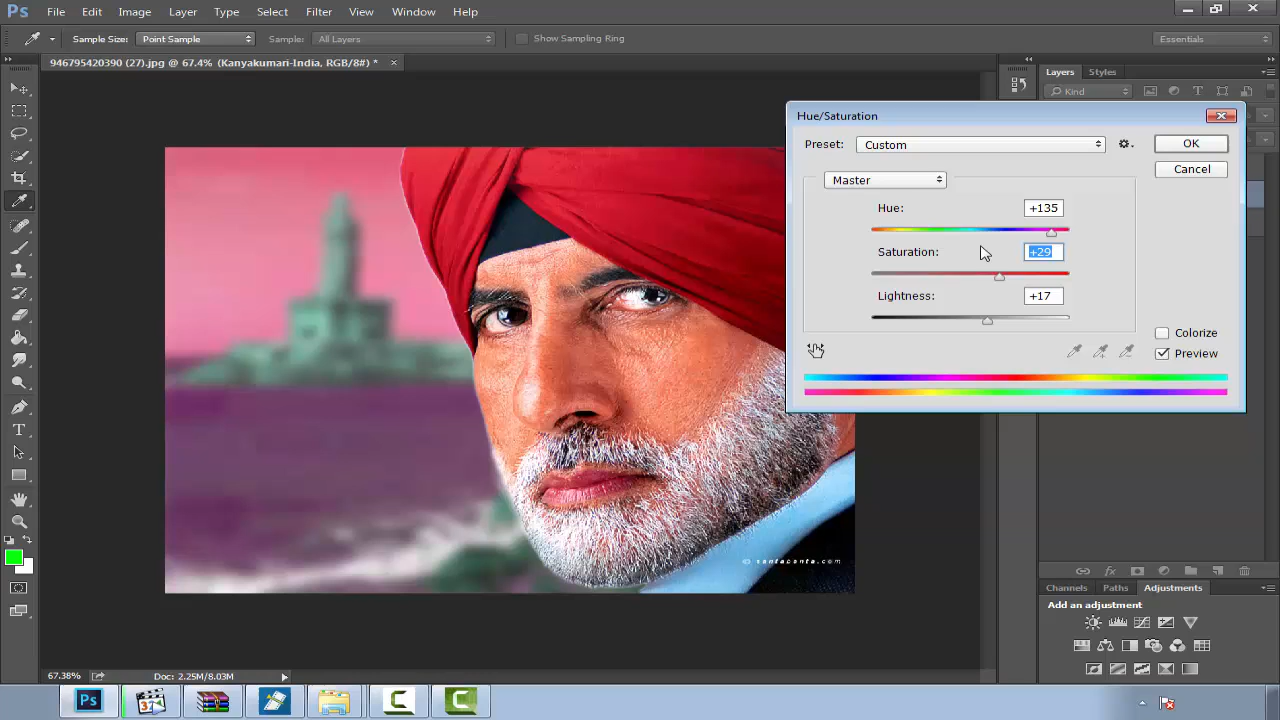 Ps File Edit Image Layer Type Select Filter View Window Help
Sample Size: Point Sample Sample: All Layers Show Sampling Ring Essentials
946795420390 (27).jpg @ 67.4% (Kanyakumari-India, RGB/8#) *
Layers Styles
Kind
Hue/Saturation
Preset: Custom OK
Cancel
Master
Hue: +135
Saturation: +29
Lightness: +17
Colorize
Preview
© santabanta.com
Channels Paths Adjustments
Add an adjustment
67.38% Doc: 2.25M/8.03M
Ps